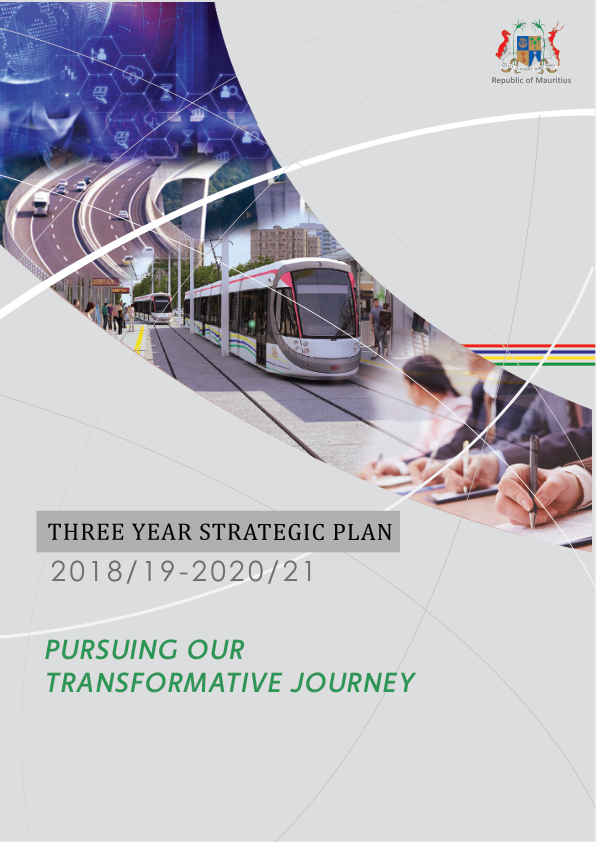 Republic of Mauritius
THREE YEAR STRATEGIC PLAN
2018/19-2020/21
PURSUING OUR
TRANSFORMATIVE JOURNEY